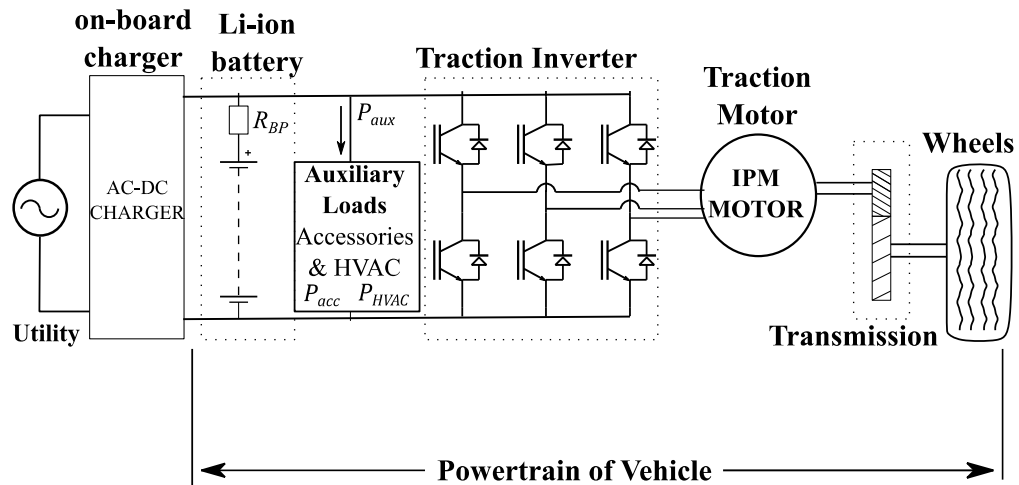 on-board
charger
Li-ion
battery
Traction Inverter
Traction
Motor
Wheels
R_BP
+
P_aux
AC-DC
CHARGER
Auxiliary
Loads
Accessories
& HVAC
P_acc P_HVAC
IPM
MOTOR
Utility
Transmission
Powertrain of Vehicle